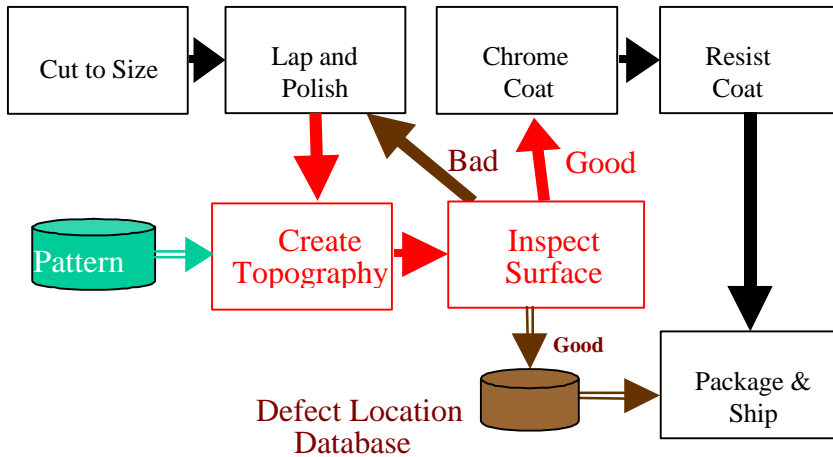 Cut to Size
Lap and
Polish
Chrome
Coat
Resist
Coat
Bad
Good
Pattern
Create
Topography
Inspect
Surface
Good
Defect Location
Database
Package &
Ship